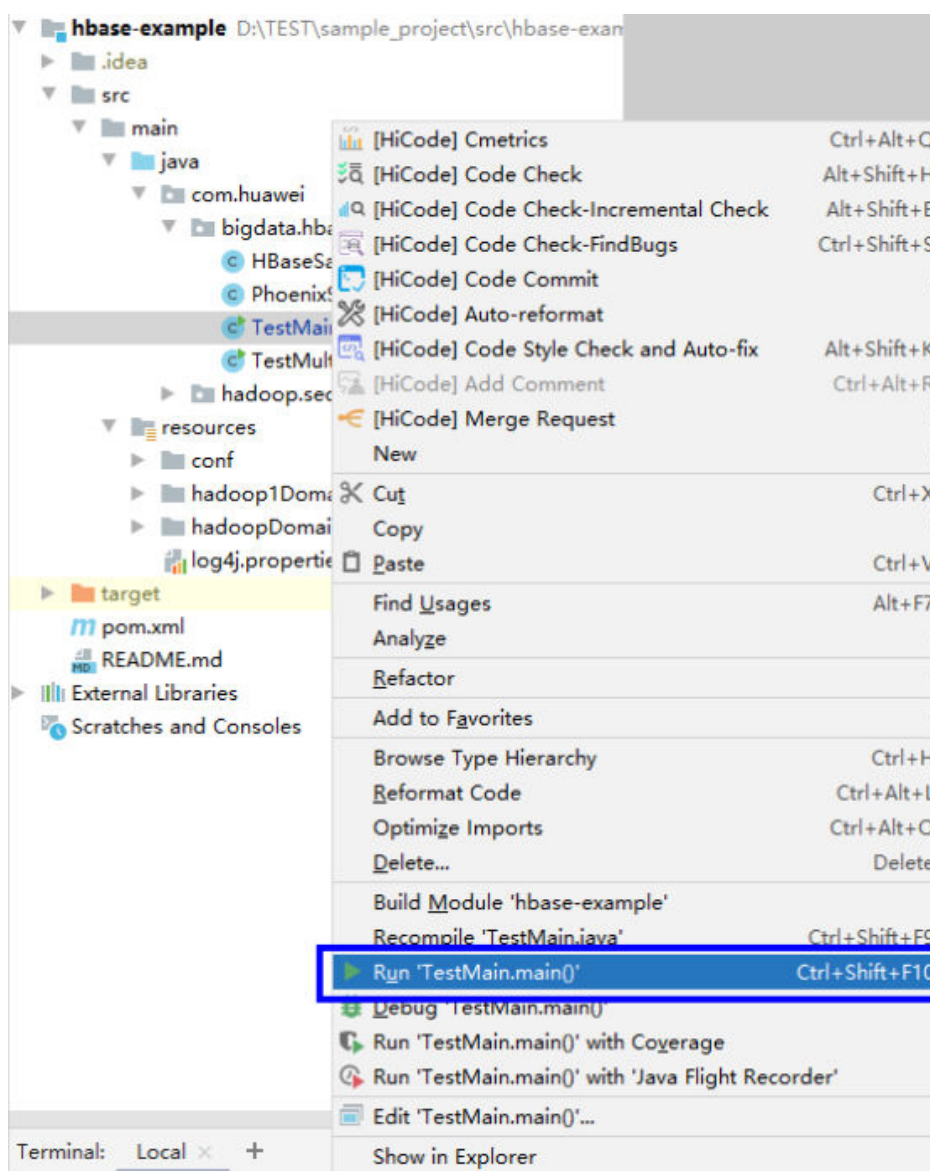 hbase-example D:\TEST\sample_project\src\hbase-exam
.idea
src
main
java
com.huawei
bigdata.hba
HBaseSa
PhoenixS
TestMain
TestMult
hadoop.sec
resources
conf
hadoop1Doma
hadoopDomai
log4j.propertie
target
pom.xml
README.md
External Libraries
Scratches and Consoles
[HiCode] Cmetrics Ctrl+Alt+Q
[HiCode] Code Check Alt+Shift+H
[HiCode] Code Check-Incremental Check Alt+Shift+E
[HiCode] Code Check-FindBugs Ctrl+Shift+S
[HiCode] Code Commit
[HiCode] Auto-reformat
[HiCode] Code Style Check and Auto-fix Alt+Shift+K
[HiCode] Add Comment Ctrl+Alt+R
[HiCode] Merge Request
New
Cut Ctrl+X
Copy
Paste Ctrl+V
Find Usages Alt+F7
Analyze
Refactor
Add to Favorites
Browse Type Hierarchy Ctrl+H
Reformat Code Ctrl+Alt+L
Optimize Imports Ctrl+Alt+O
Delete... Delete
Build Module 'hbase-example'
Recompile 'TestMain.java' Ctrl+Shift+F9
Run 'TestMain.main()' Ctrl+Shift+F10
Debug 'TestMain.main()'
Run 'TestMain.main()' with Coverage
Run 'TestMain.main()' with 'Java Flight Recorder'
Edit 'TestMain.main()'...
Show in Explorer
Terminal: Local × +